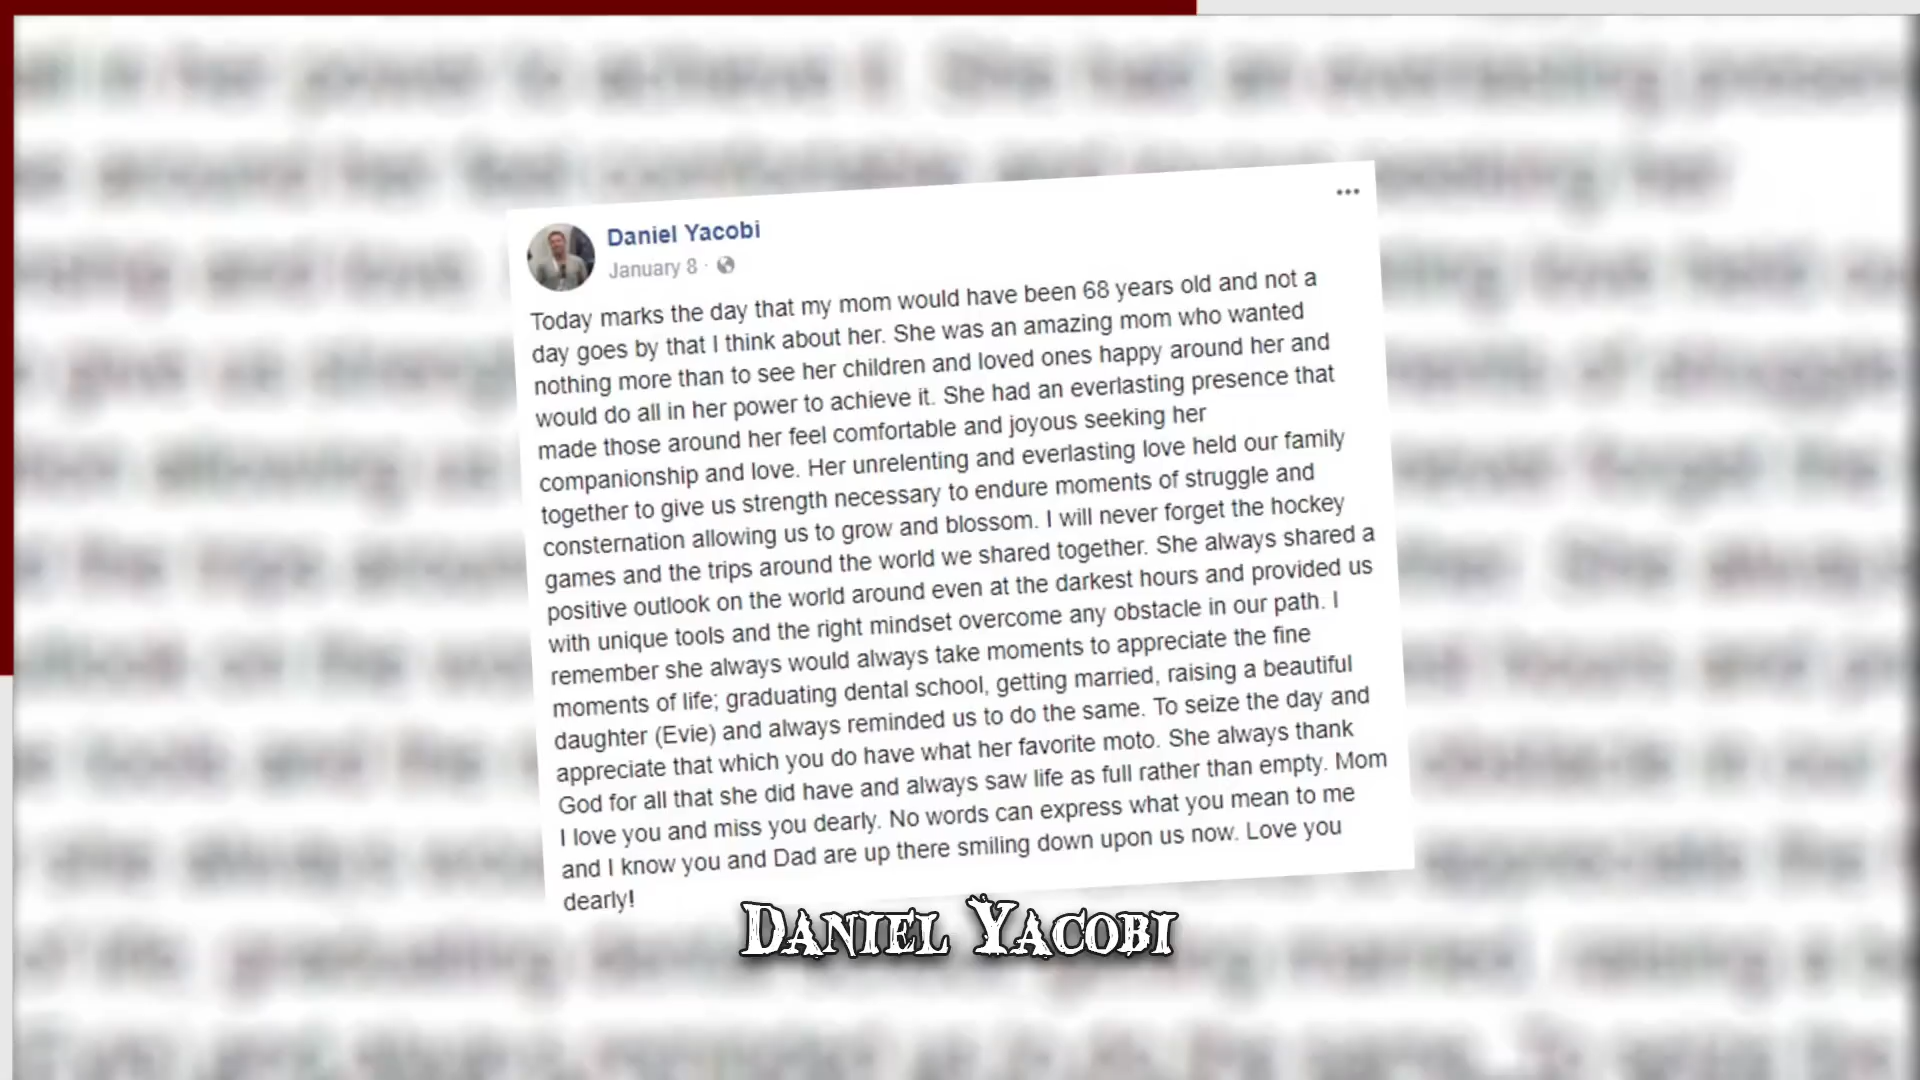 Daniel Yacobi
January 8
Today marks the day that my mom would have been 68 years old and not a
day goes by that I think about her. She was an amazing mom who wanted
nothing more than to see her children and loved ones happy around her and
would do all in her power to achieve it. She had an everlasting presence that
made those around her feel comfortable and joyous seeking her
companionship and love. Her unrelenting and everlasting love held our family
together to give us strength necessary to endure moments of struggle and
consternation allowing us to grow and blossom. I will never forget the hockey
games and the trips around the world we shared together. She always shared a
positive outlook on the world around even at the darkest hours and provided us
with unique tools and the right mindset overcome any obstacle in our path. I
remember she always would always take moments to appreciate the fine
moments of life; graduating dental school, getting married, raising a beautiful
daughter (Evie) and always reminded us to do the same. To seize the day and
appreciate that which you do have what her favorite moto. She always thank
God for all that she did have and always saw life as full rather than empty. Mom
I love you and miss you dearly. No words can express what you mean to me
and I know you and Dad are up there smiling down upon us now. Love you
dearly!
Daniel Yacobi